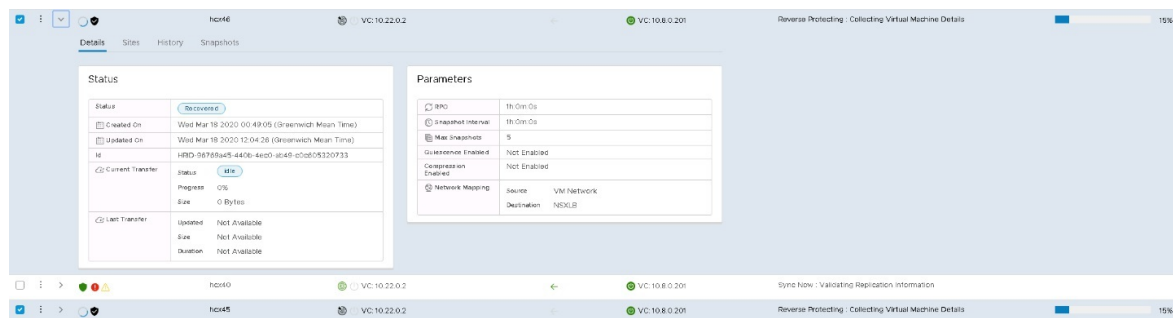 hcx46 VC: 10.22.0.2 VC: 10.8.0.201 Reverse Protecting : Collecting Virtual Machine Details 15%
Details Sites History Snapshots
Status
Status Recovered
Created On Wed Mar 18 2020 00:49:05 (Greenwich Mean Time)
Updated On Wed Mar 18 2020 12:04:28 (Greenwich Mean Time)
Id HRID-96769a45-440b-4ec0-ab49-c0c605320733
Current Transfer Status Idle
Progress 0%
Size 0 Bytes
Last Transfer Updated Not Available
Size Not Available
Duration Not Available
Parameters
RPO 1h 0m 0s
Snapshot Interval 1h 0m 0s
Max Snapshots 5
Quiescence Enabled Not Enabled
Compression Not Enabled
Enabled
Network Mapping Source VM Network
Destination NSXLB
hcx40 VC: 10.22.0.2 VC: 10.8.0.201 Sync Now : Validating Replication Information
hcx45 VC: 10.22.0.2 VC: 10.8.0.201 Reverse Protecting : Collecting Virtual Machine Details 15%